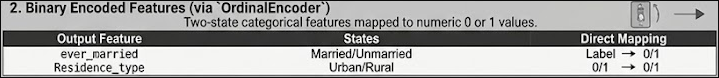 2. Binary Encoded Features (via `OrdinalEncoder`)
Two-state categorical features mapped to numeric 0 or 1 values.
Output Feature States Direct Mapping
ever_married Married/Unmarried Label → 0/1
Residence_type Urban/Rural 0/1 → 0/1